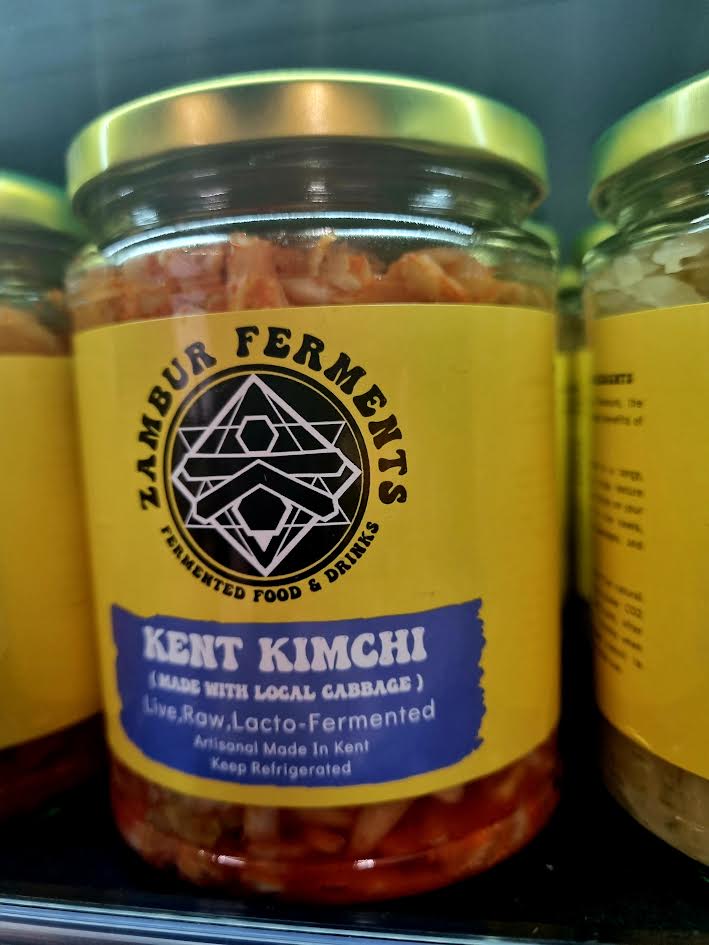 ZAMBUR FERMENTS
FERMENTED FOOD & DRINKS
KENT KIMCHI
( MADE WITH LOCAL CABBAGE )
Live,Raw,Lacto-Fermented
Artisanal Made In Kent
Keep Refrigerated